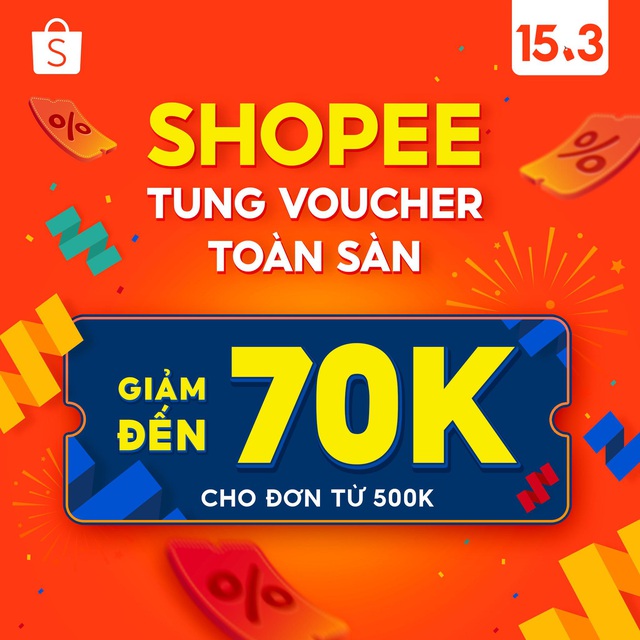 S
15.3
%
%
SHOPEE
TUNG VOUCHER
TOÀN SÀN
GIẢM
ĐẾN
70K
CHO ĐƠN TỪ 500K
%